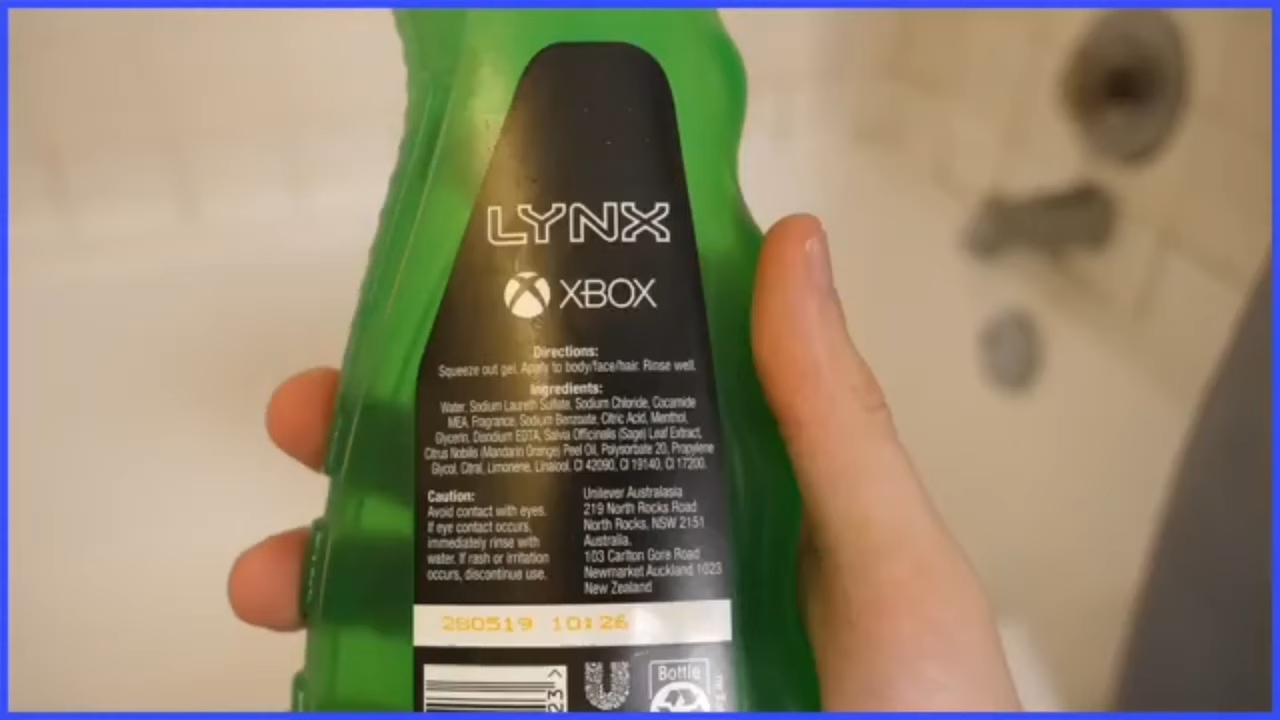 LYNX
XBOX
Directions:
Squeeze out gel. Apply to body/face/hair. Rinse well.
Ingredients:
Water, Sodium Laureth Sulfate, Sodium Chloride, Cocamide
MEA, Fragrance, Sodium Benzoate, Citric Acid, Menthol,
Glycerin, Disodium EDTA, Salvia Officinalis (Sage) Leaf Extract,
Citrus Nobilis (Mandarin Orange) Peel Oil, Polysorbate 20, Propylene
Glycol, Citral, Limonene, Linalool, CI 42090, CI 19140, CI 17200.
Caution:
Avoid contact with eyes.
If eye contact occurs,
immediately rinse with
water. If rash or irritation
occurs, discontinue use.
Unilever Australasia
219 North Rocks Road
North Rocks, NSW 2151
Australia.
103 Carlton Gore Road
Newmarket Auckland 1023
New Zealand
280519 10:26
23>
Bottle